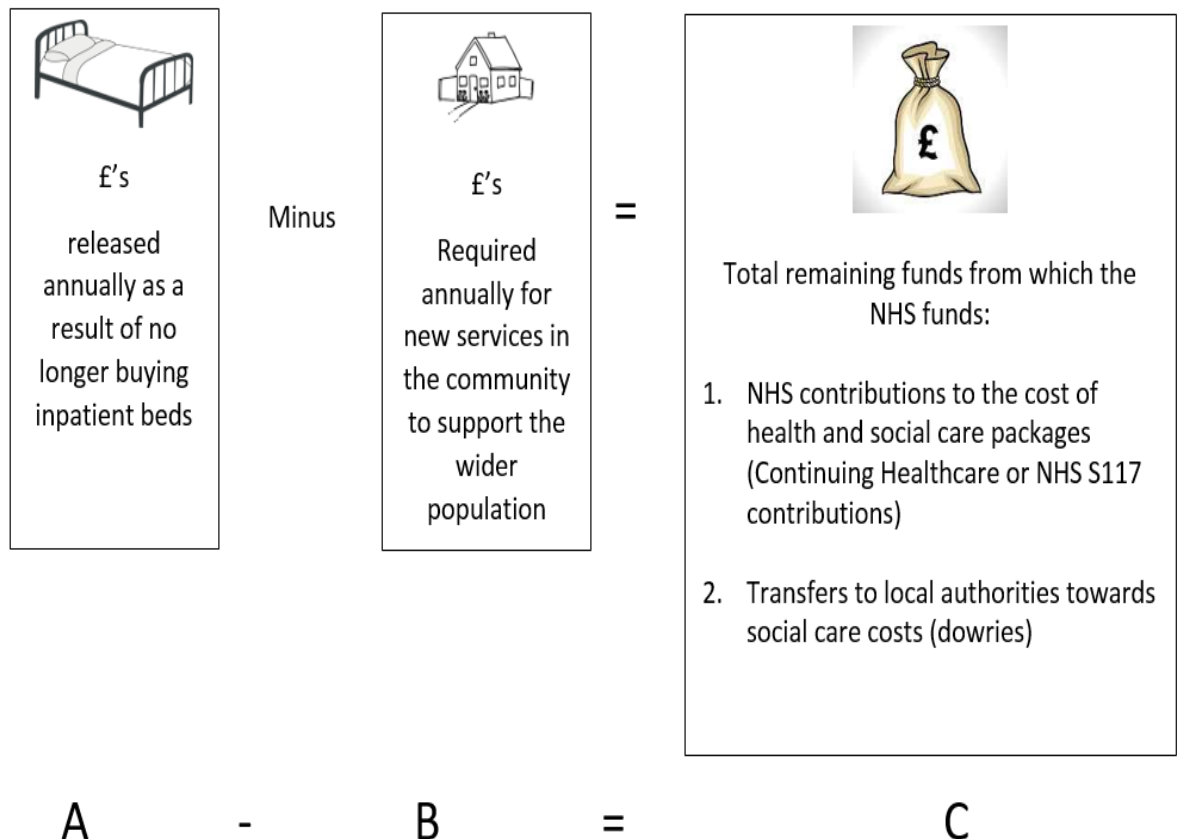 £'s
released
annually as a
result of no
longer buying
inpatient beds
Minus
£'s
Required
annually for
new services in
the community
to support the
wider
population
=
£
Total remaining funds from which the
NHS funds:
1. NHS contributions to the cost of
health and social care packages
(Continuing Healthcare or NHS S117
contributions)
2. Transfers to local authorities towards
social care costs (dowries)
A - B = C